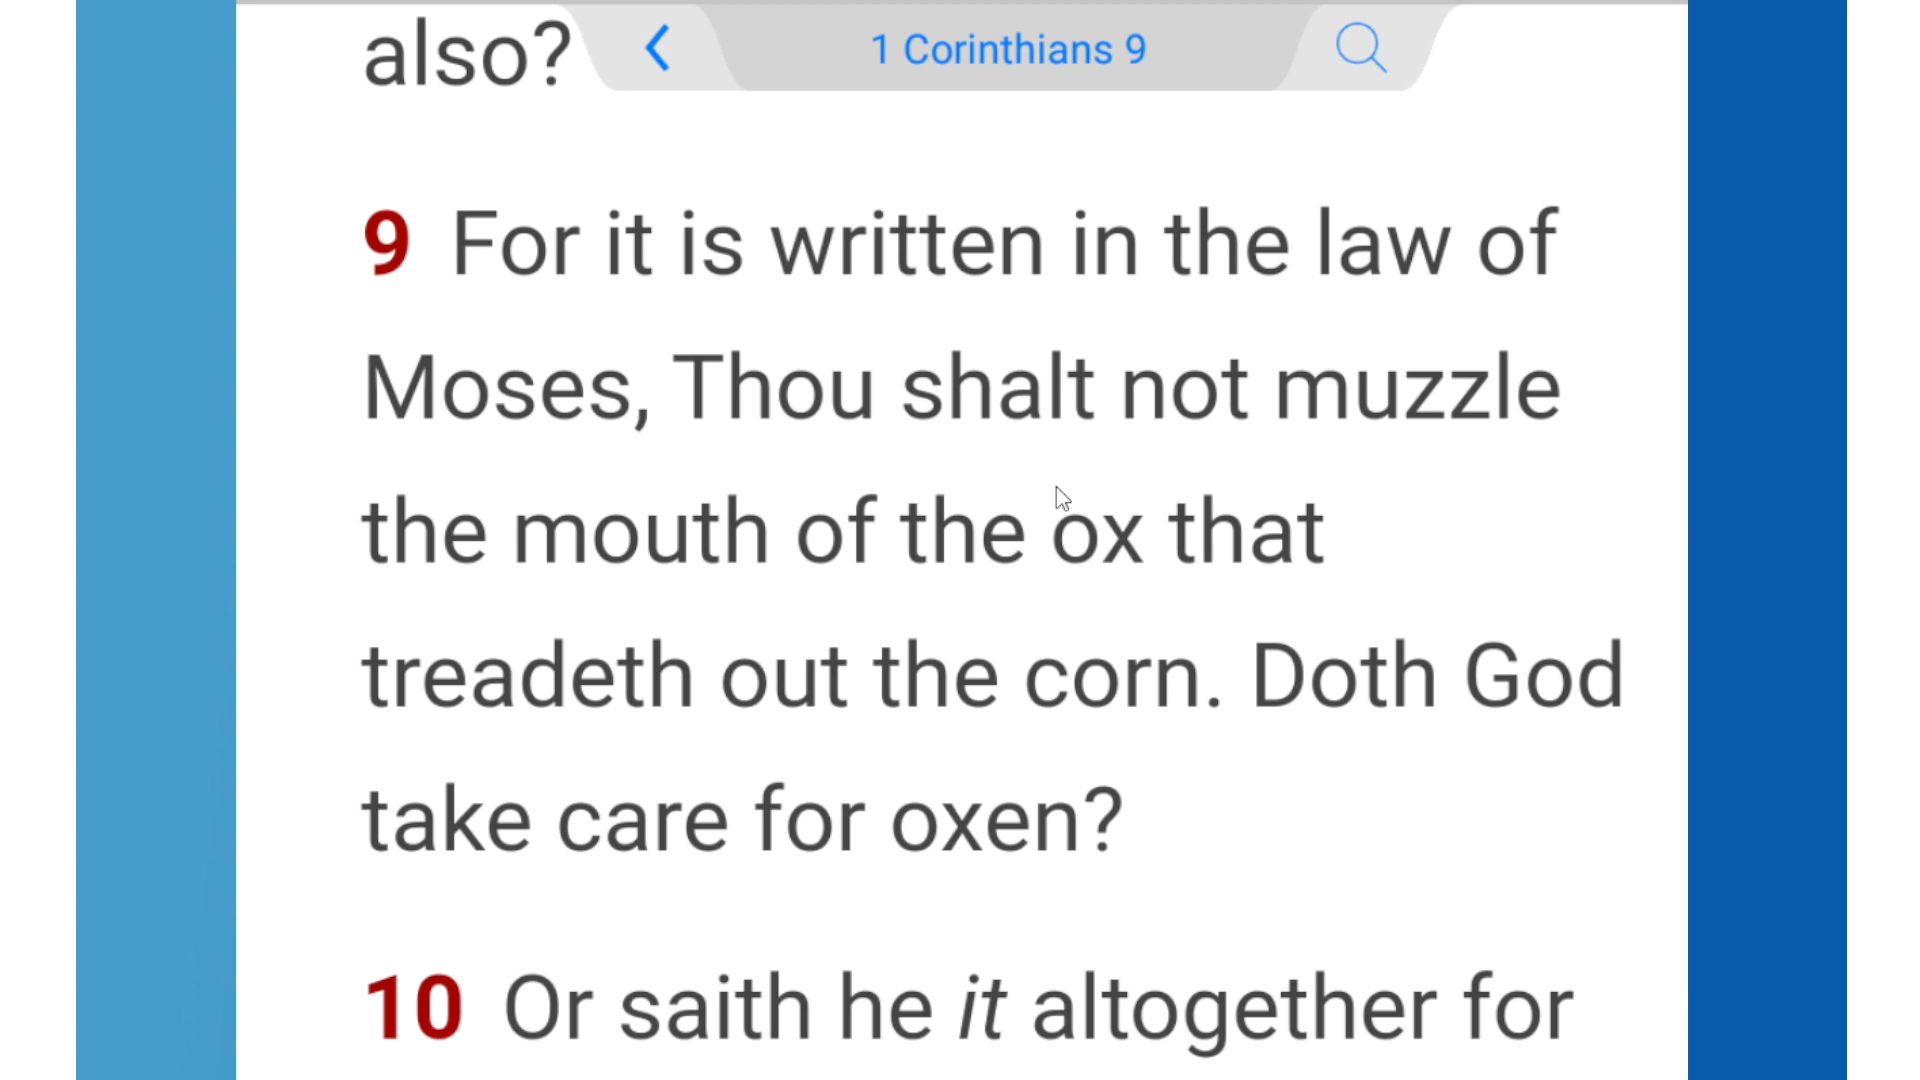 also?
1 Corinthians 9
9 For it is written in the law of
Moses, Thou shalt not muzzle
the mouth of the ox that
treadeth out the corn. Doth God
take care for oxen?
10 Or saith he it altogether for